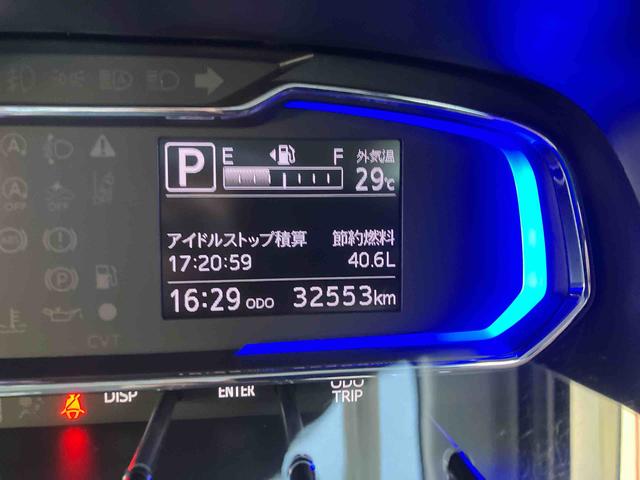 P E F 外気温
29℃
アイドルストップ積算 節約燃料
17:20:59 40.6L
16:29 ODO 32553km
CVT
DISP ENTER ODO
TRIP